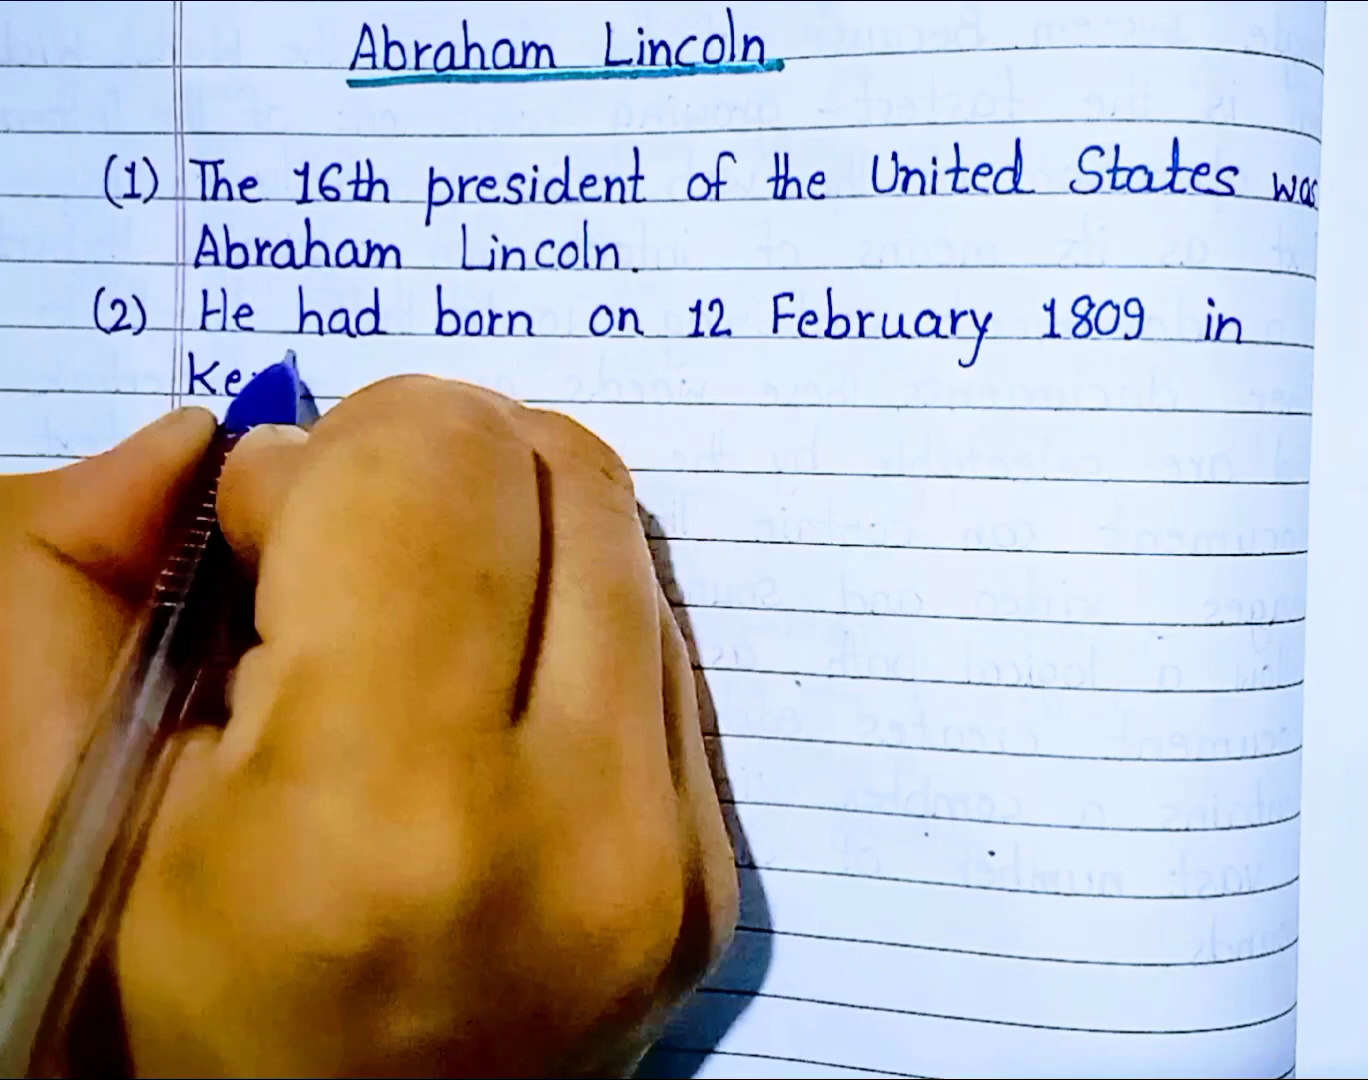 Abraham Lincoln
(1) The 16th president of the United States was
Abraham Lincoln.
(2) He had born on 12 February 1809 in
Ke